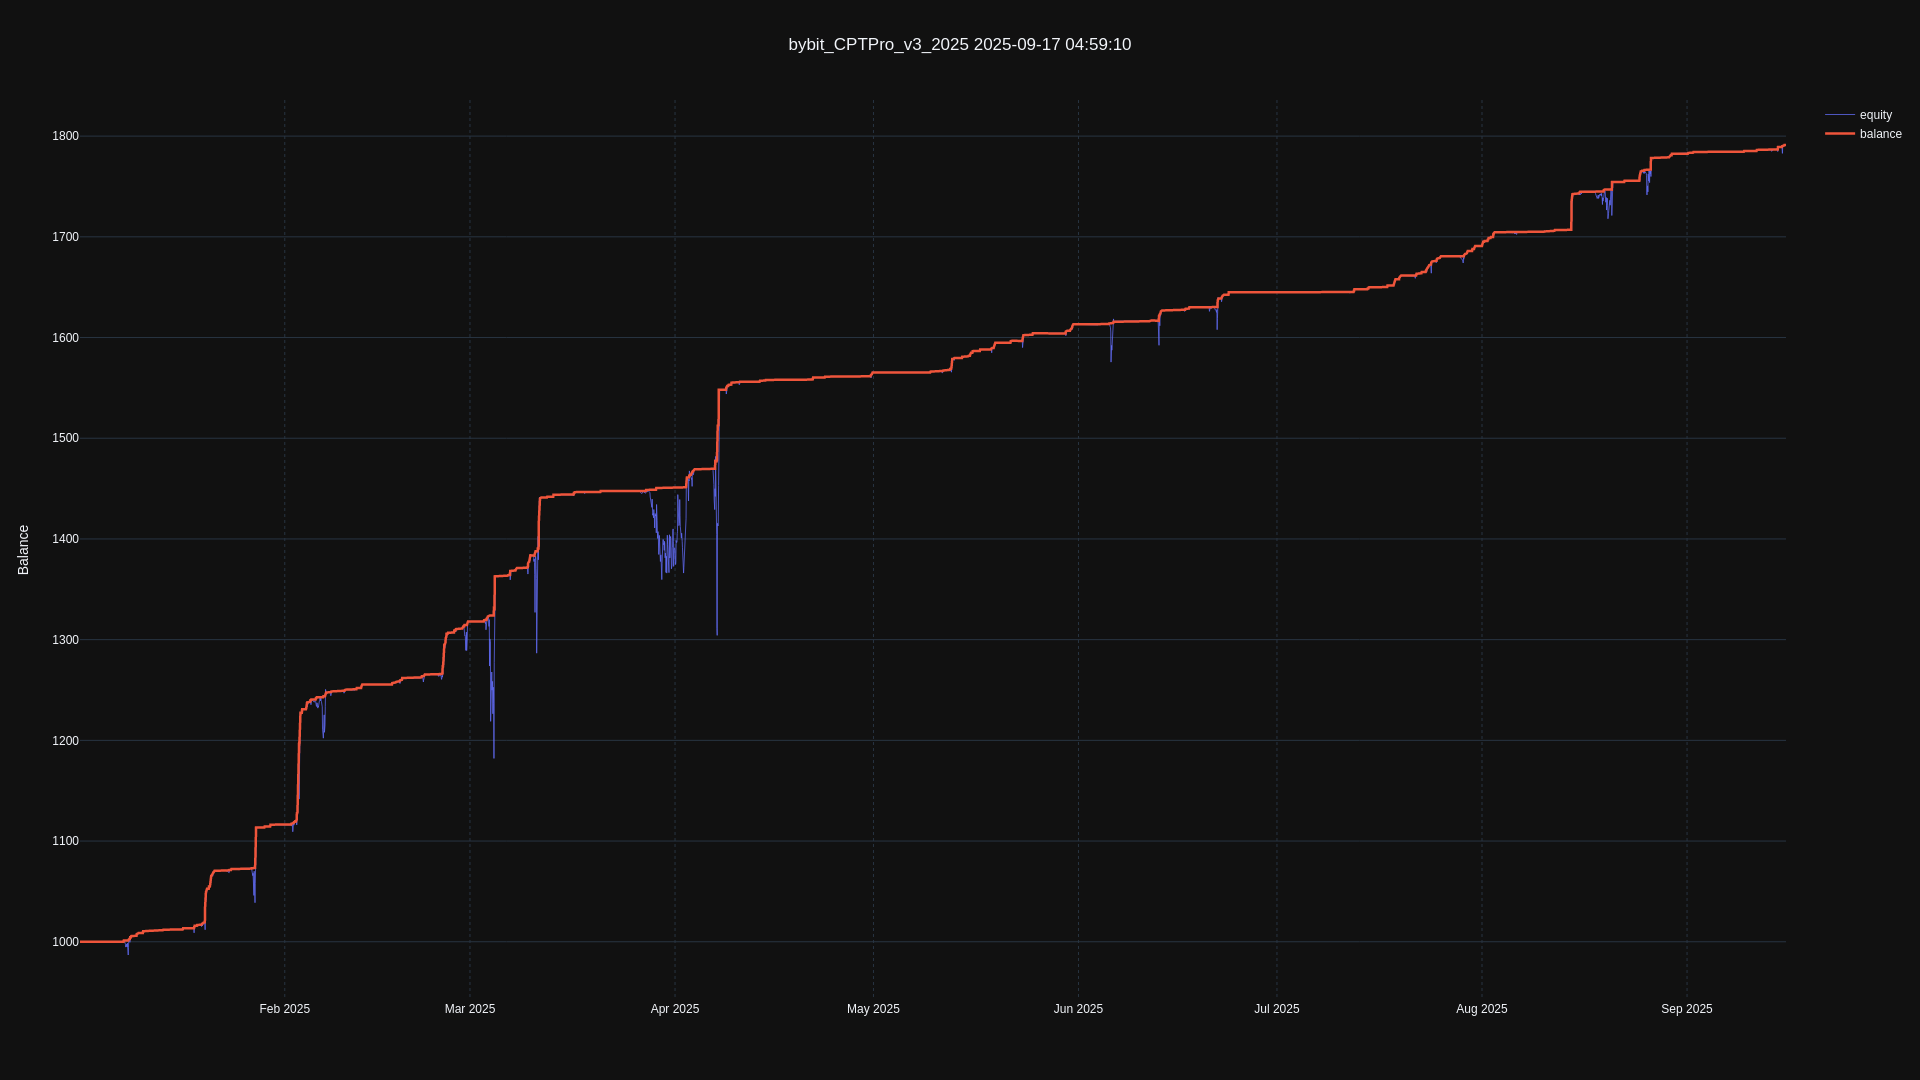 bybit_CPTPro_v3_2025 2025-09-17 04:59:10
equity
balance
1800
1700
1600
1500
1400
1300
1200
1100
1000
Balance
Feb 2025
Mar 2025
Apr 2025
May 2025
Jun 2025
Jul 2025
Aug 2025
Sep 2025